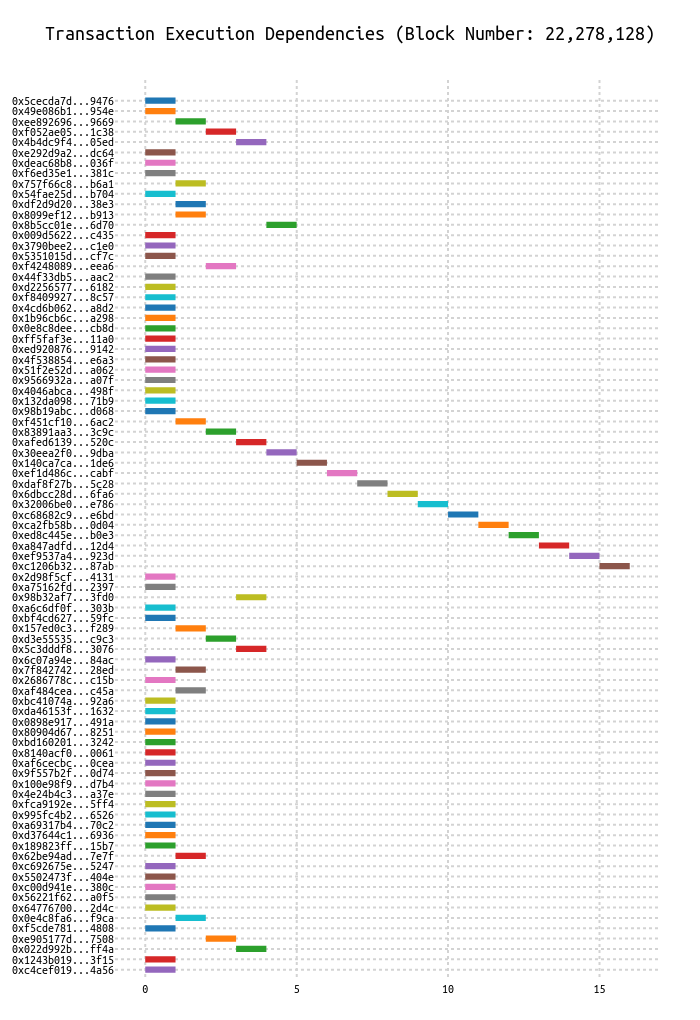 Transaction Execution Dependencies (Block Number: 22,278,128)
0x5cecda7d...9476
0x49e086b1...954e
0xee892696...9669
0xf052ae05...1c38
0x4b4dc9f4...05ed
0xe292d9a2...dc64
0xdeac68b8...036f
0xf6ed35e1...381c
0x757f66c8...b6a1
0x54fae25d...b704
0xdf2d9d20...38e3
0x8099ef12...b913
0x8b5cc01e...6d70
0x009d5622...c435
0x3790bee2...c1e0
0x5351015d...cf7c
0xf4248089...eea6
0x44f33db5...aac2
0xd2256577...6182
0xf8409927...8c57
0x4cd6b062...a8d2
0x1b96cb6c...a298
0x0e8c8dee...cb8d
0xff5faf3e...11a0
0xed920876...9142
0x4f538854...e6a3
0x51f2e52d...a062
0x9566932a...a07f
0x4046abca...498f
0x132da098...71b9
0x98b19abc...d068
0xf451cf10...6ac2
0x83891aa3...3c9c
0xafed6139...520c
0x30eea2f0...9dba
0x140ca7ca...1de6
0xef1d486c...cabf
0xdaf8f27b...5c28
0x6dbcc28d...6fa6
0x32006be0...e786
0xc68682c9...e6bd
0xca2fb58b...0d04
0xed8c445e...b0e3
0xa847adfd...12d4
0xef9537a4...923d
0xc1206b32...87ab
0x2d98f5cf...4131
0xa75162fd...2397
0x98b32af7...3fd0
0xa6c6df0f...303b
0xbf4cd627...59fc
0x157ed0c3...f289
0xd3e55535...c9c3
0x5c3dddf8...3076
0x6c07a94e...84ac
0x7f842742...28ed
0x2686778c...c15b
0xaf484cea...c45a
0xbc41074a...92a6
0xda46153f...1632
0x0898e917...491a
0x80904d67...8251
0xbd160201...3242
0x8140acf0...0061
0xaf6cecbc...0cea
0x9f557b2f...0d74
0x100e98f9...d7b4
0x4e24b4c3...a37e
0xfca9192e...5ff4
0x995fc4b2...6526
0xa69317b4...70c2
0xd37644c1...6936
0x189823ff...15b7
0x62be94ad...7e7f
0xc692675e...5247
0x5502473f...404e
0xc00d941e...380c
0x56221f62...a0f5
0x64776700...2d4c
0x0e4c8fa6...f9ca
0xf5cde781...4808
0xe905177d...7508
0x022d992b...ff4a
0x1243b019...3f15
0xc4cef019...4a56
0 5 10 15